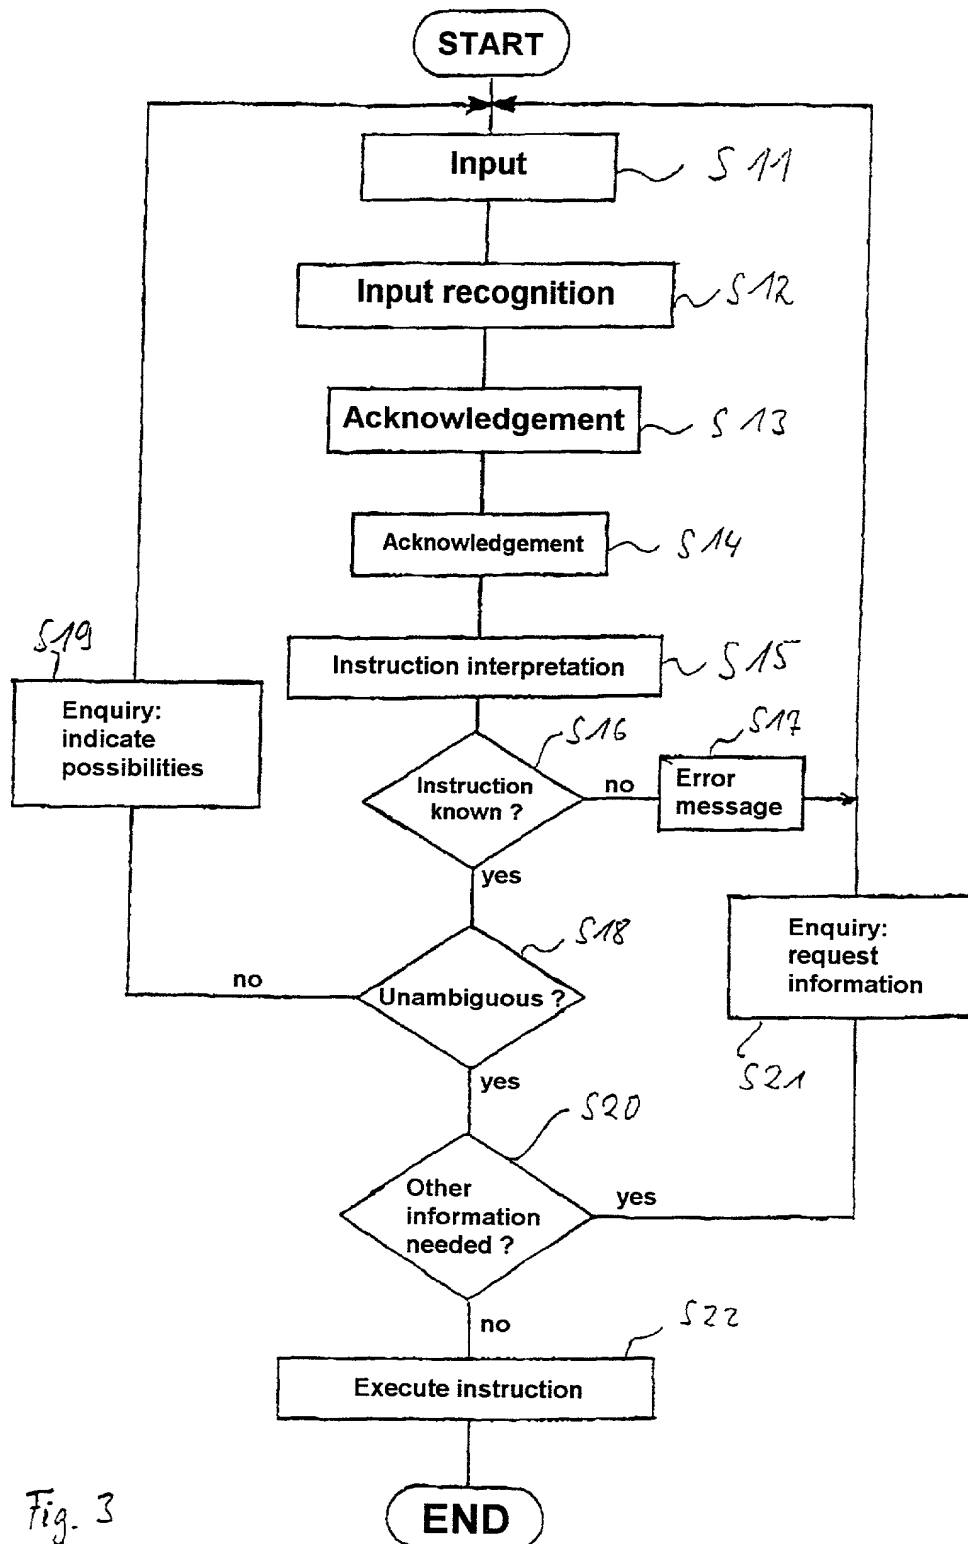 START
Input
S11
Input recognition
S12
Acknowledgement
S13
Acknowledgement
S14
Instruction interpretation
S15
S19
Enquiry:
indicate
possibilities
S16
Instruction
known ?
no
S17
Error
message
yes
S18
Unambiguous ?
no
Enquiry:
request
information
S21
yes
S20
Other
information
needed ?
yes
no
S22
Execute instruction
END
Fig. 3